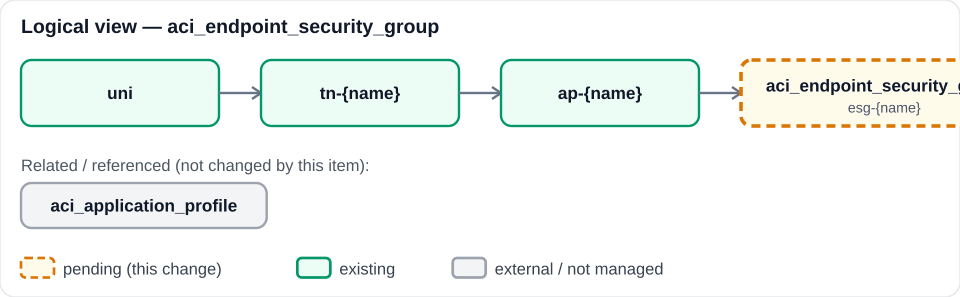 Logical view — aci_endpoint_security_group
uni
tn-{name}
ap-{name}
aci_endpoint_security_
esg-{name}
Related / referenced (not changed by this item):
aci_application_profile
pending (this change)
existing
external / not managed